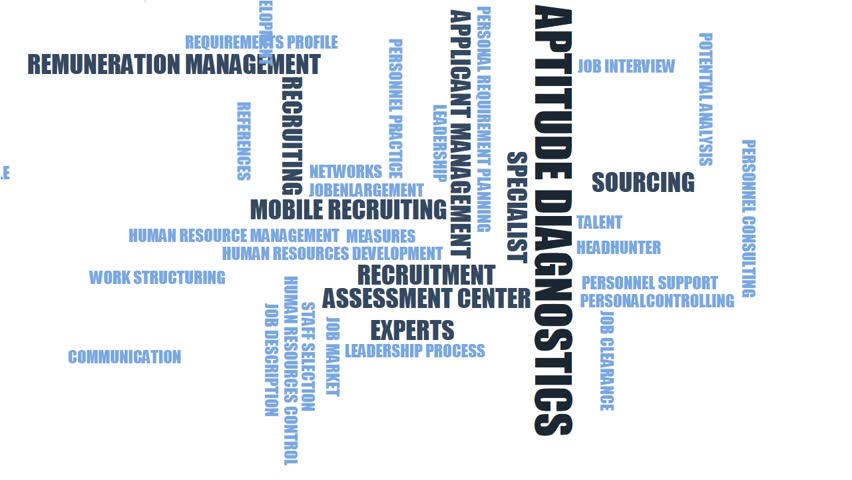 ELOPMENT
REQUIREMENTS PROFILE
REMUNERATION MANAGEMENT
RECRUITING
REFERENCES
PERSONNEL PRACTICE
LEADERSHIP
APPLICANT MANAGEMENT
PERSONAL REQUIREMENT PLANNING
SPECIALIST
APTITUDE DIAGNOSTICS
JOB INTERVIEW
POTENTIAL ANALYSIS
PERSONNEL CONSULTING
SOURCING
NETWORKS
JOBENLARGEMENT
MOBILE RECRUITING
TALENT
HUMAN RESOURCE MANAGEMENT
MEASURES
HEADHUNTER
HUMAN RESOURCES DEVELOPMENT
WORK STRUCTURING
RECRUITMENT
PERSONNEL SUPPORT
ASSESSMENT CENTER
PERSONALCONTROLLING
JOB DESCRIPTION
HUMAN RESOURCES CONTROL
STAFF SELECTION
JOB MARKET
EXPERTS
JOB CLEARANCE
LEADERSHIP PROCESS
COMMUNICATION